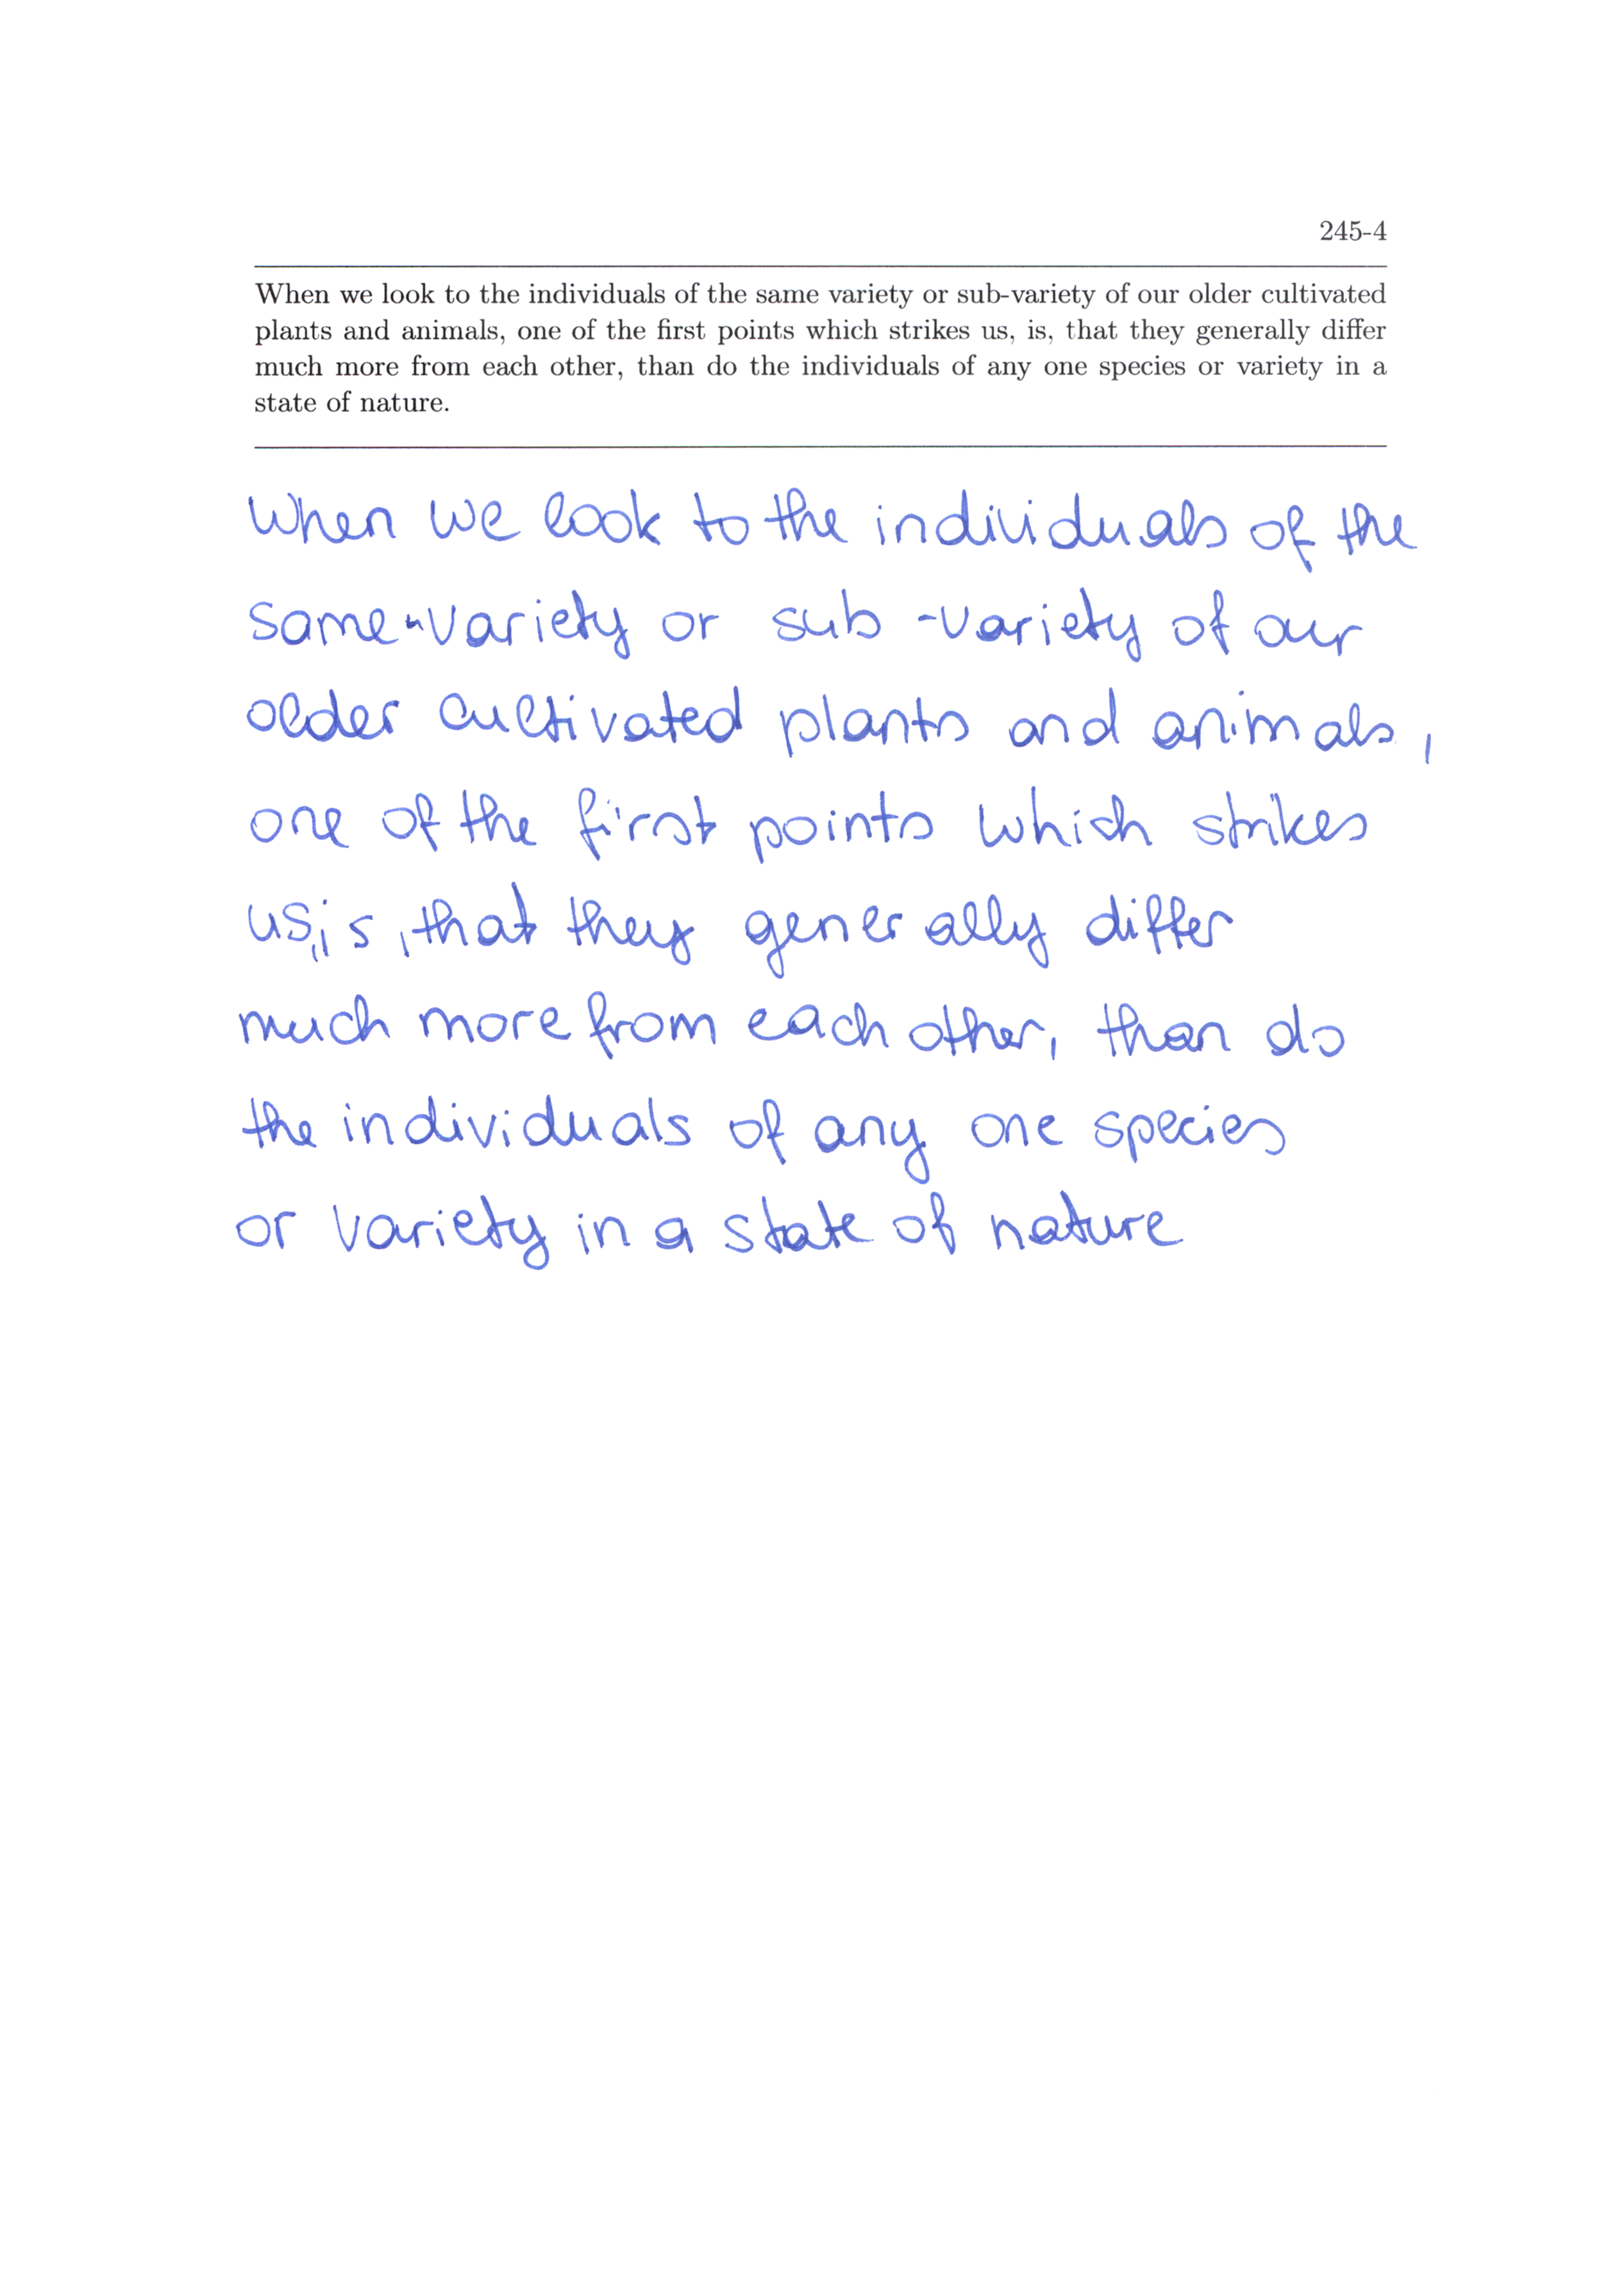 245-4
When we look to the individuals of the same variety or sub-variety of our older cultivated
plants and animals, one of the first points which strikes us, is, that they generally differ
much more from each other, than do the individuals of any one species or variety in a
state of nature.
When we look to the individuals of the
same-variety or sub -variety of our
older cultivated plants and animals,
one of the first points which strikes
us, is, that they generally differ
much more from each other, than do
the individuals of any one species
or variety in a state of nature